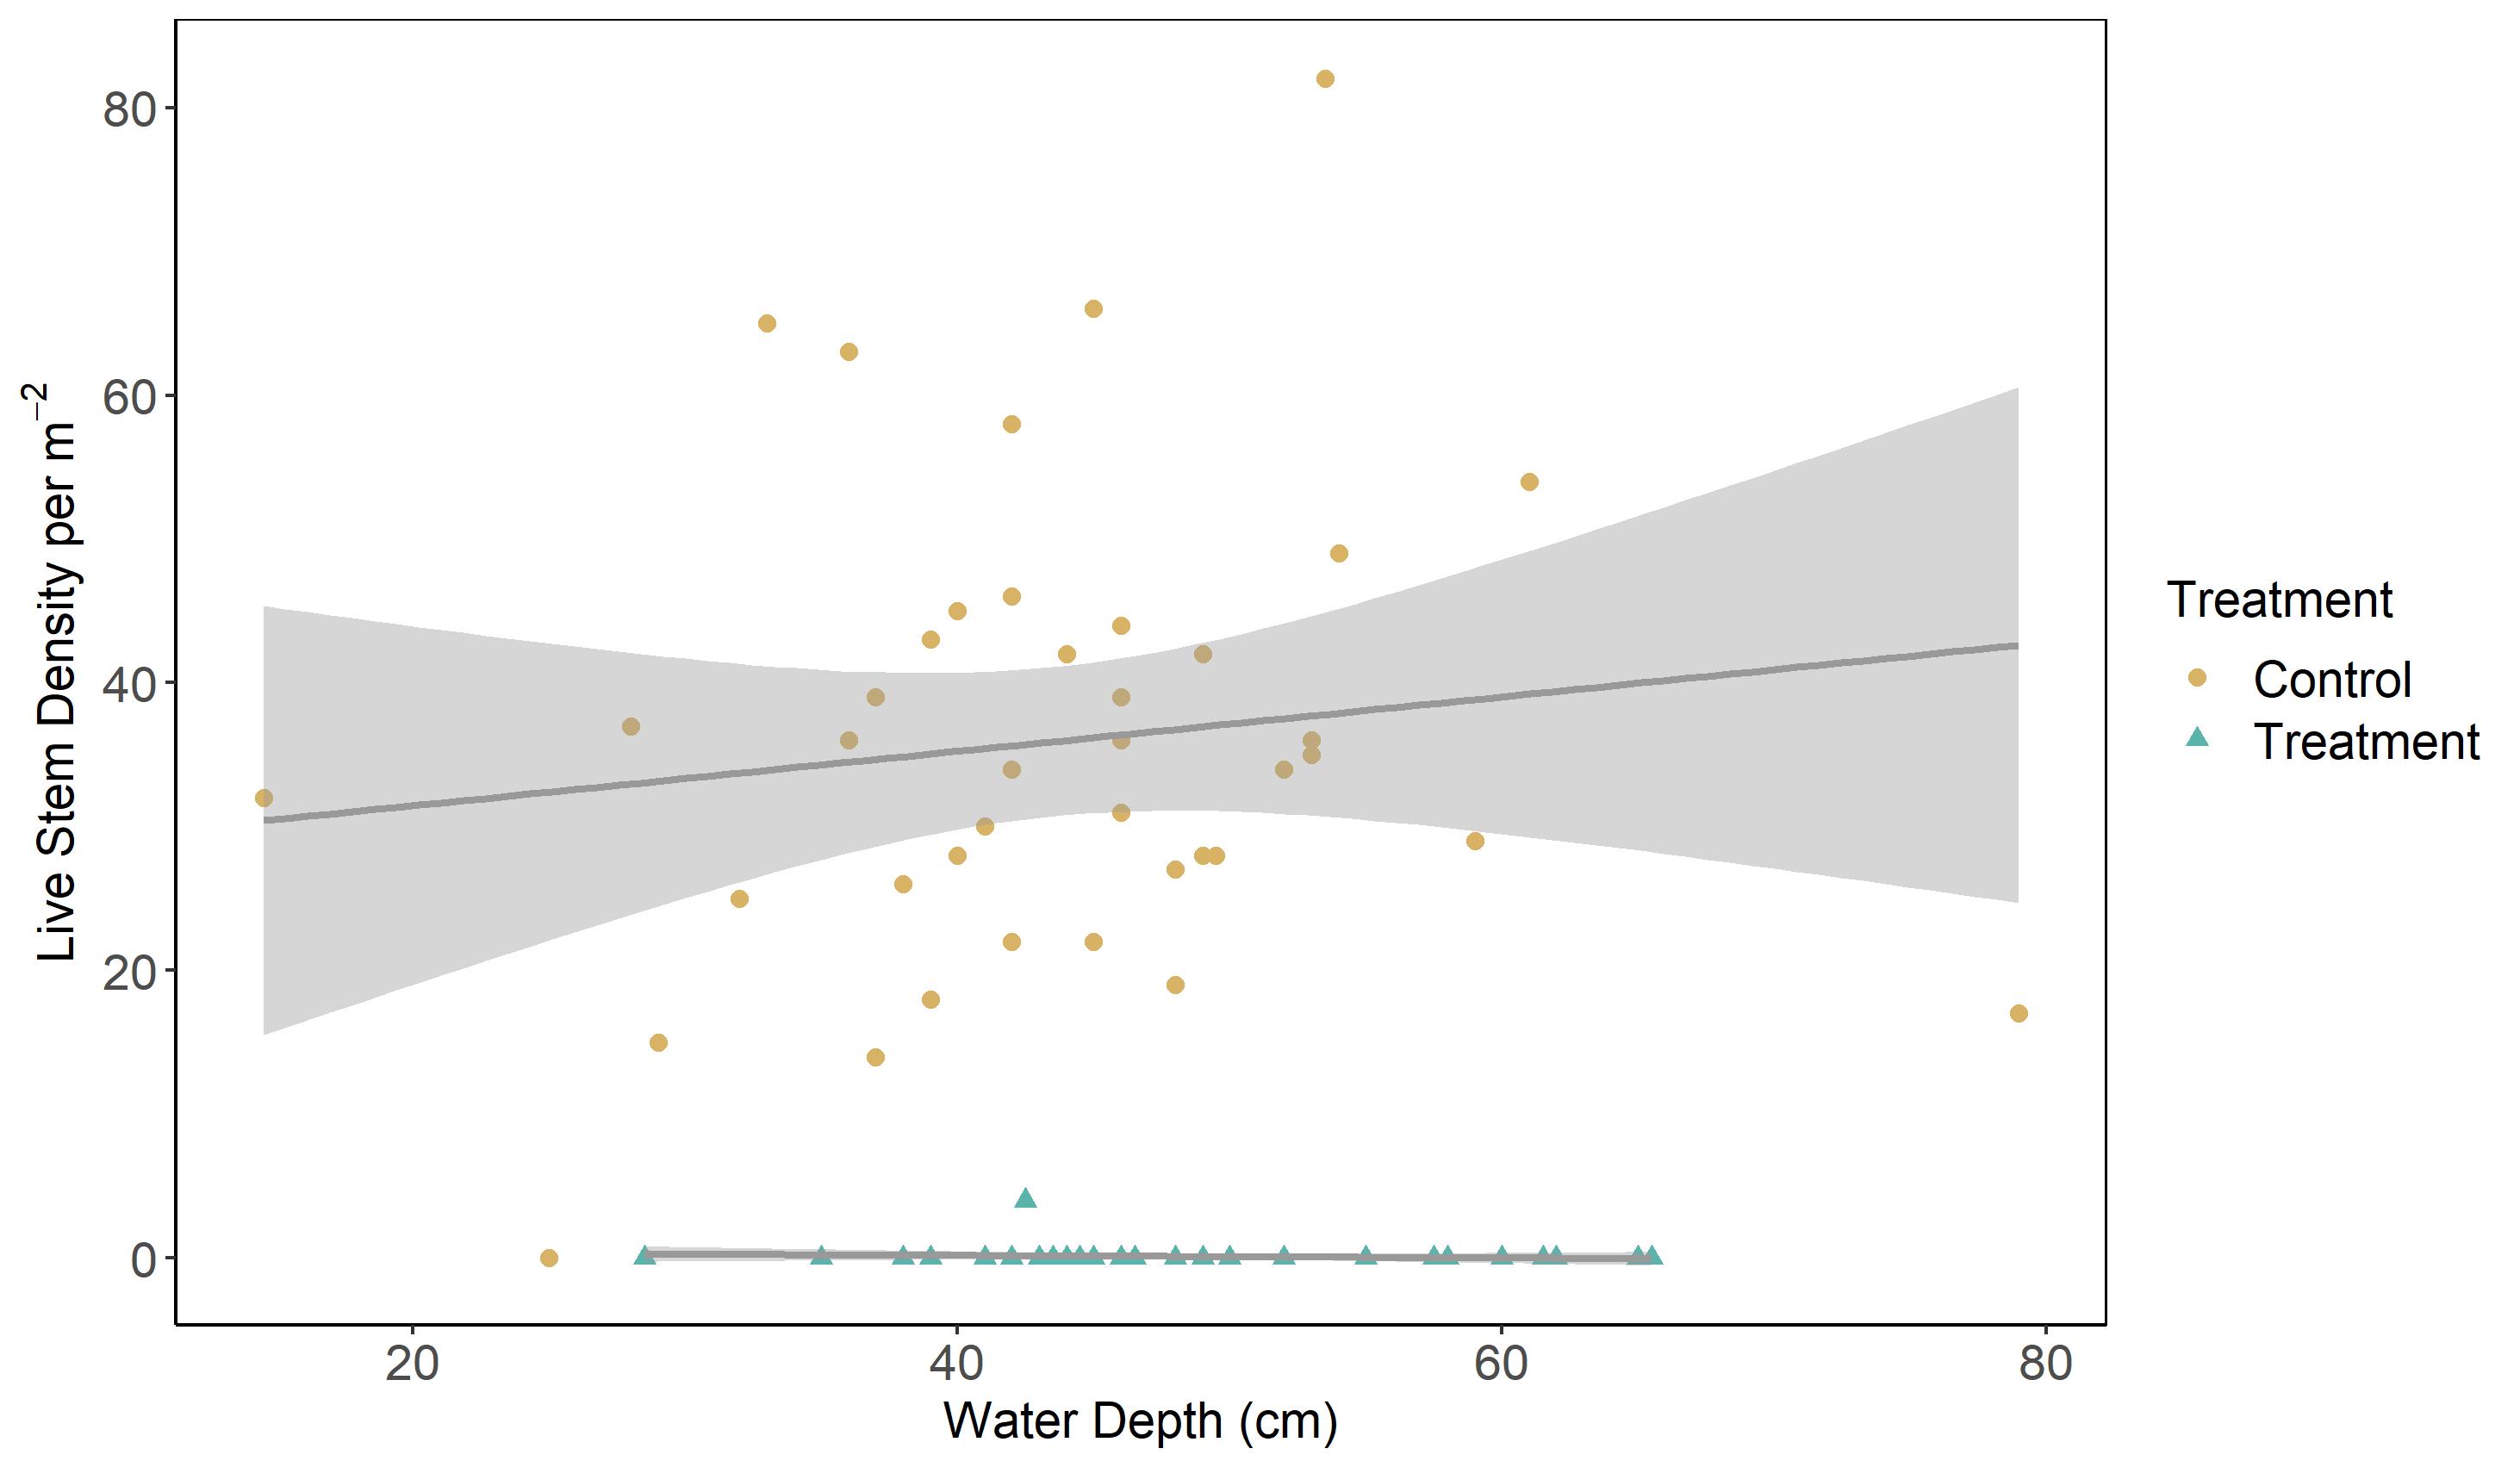 Live Stem Density per m−2
80
60
40
20
0
20 40 60 80
Water Depth (cm)
Treatment
Control
Treatment